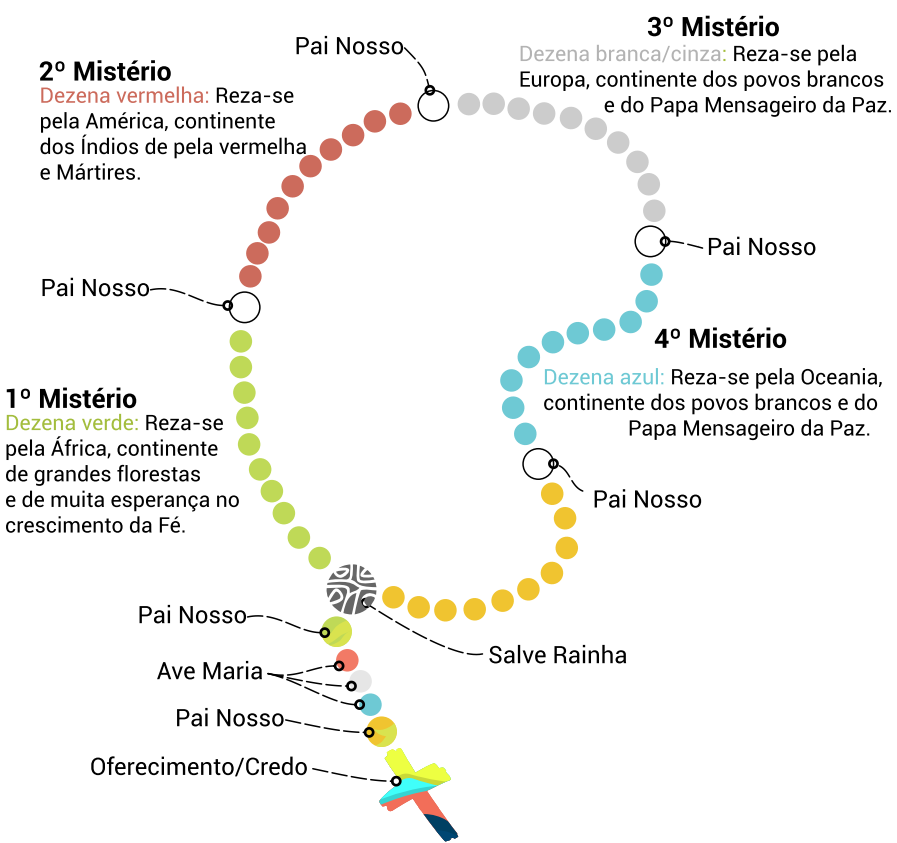 Pai Nosso
3º Mistério
Dezena branca/cinza: Reza-se pela
Europa, continente dos povos brancos
e do Papa Mensageiro da Paz.
2º Mistério
Dezena vermelha: Reza-se
pela América, continente
dos Índios de pela vermelha
e Mártires.
Pai Nosso
Pai Nosso
4º Mistério
Dezena azul: Reza-se pela Oceania,
continente dos povos brancos e do
Papa Mensageiro da Paz.
1º Mistério
Dezena verde: Reza-se
pela África, continente
de grandes florestas
e de muita esperança no
crescimento da Fé.
Pai Nosso
Pai Nosso
Salve Rainha
Ave Maria
Pai Nosso
Oferecimento/Credo